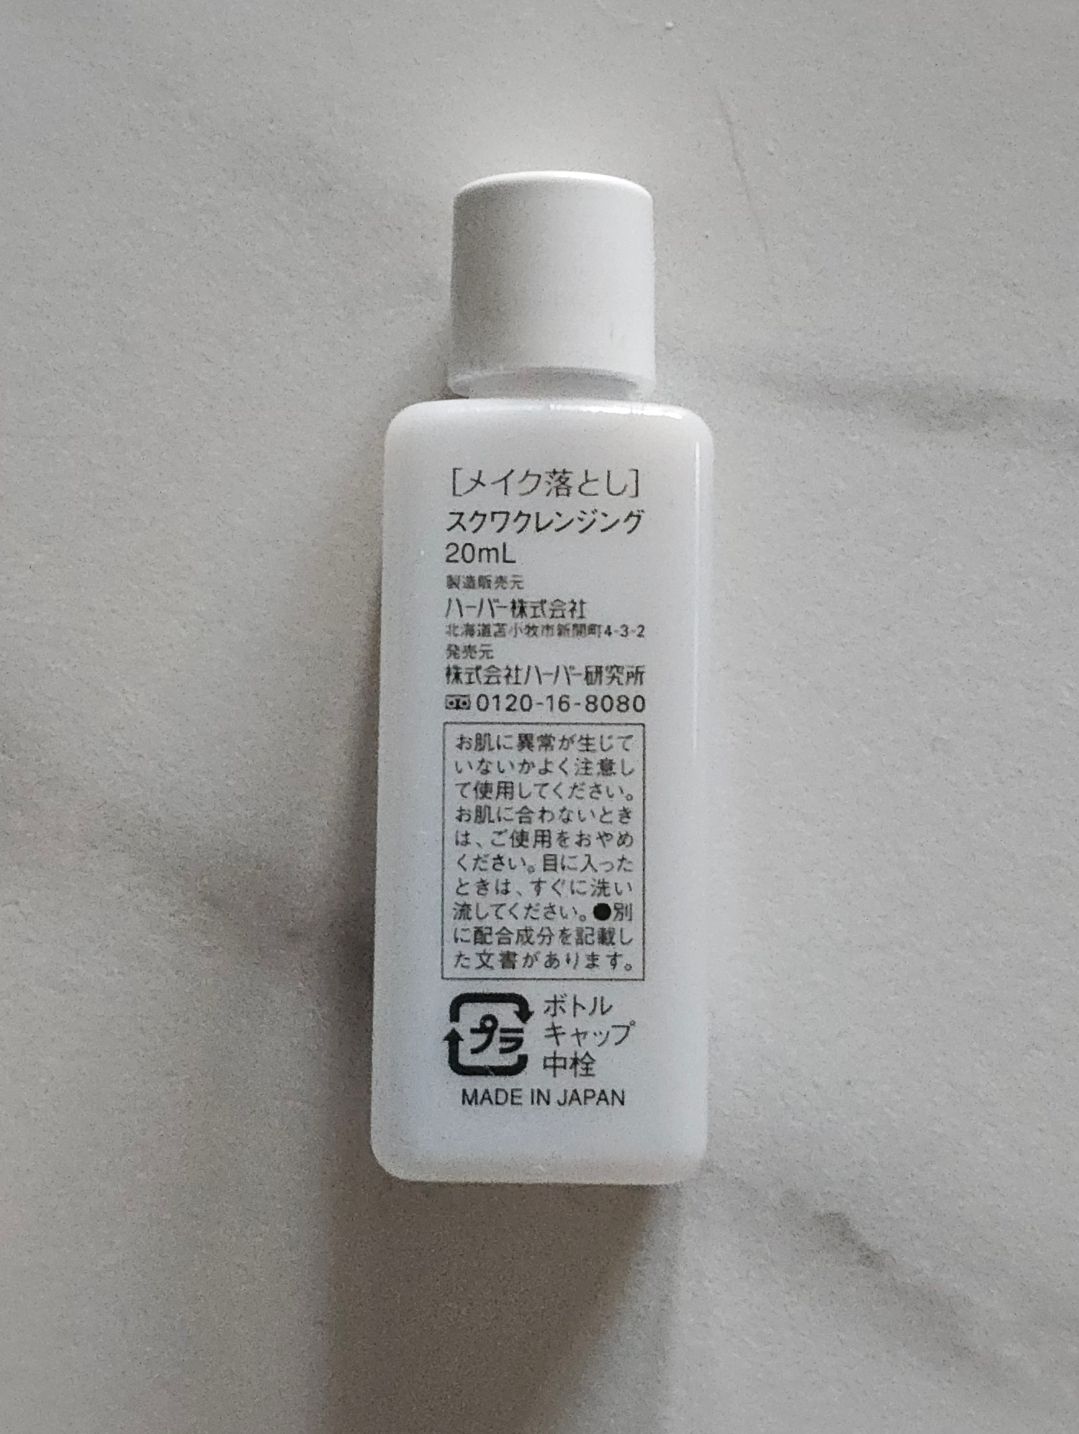 ［メイク落とし］
スクワクレンジング
20mL
製造販売元
ハーバー株式会社
北海道苫小牧市新開町4-3-2
発売元
株式会社ハーバー研究所
0120-16-8080
お肌に異常が生じて
いないかよく注意し
て使用してください。
お肌に合わないとき
は、ご使用をおやめ
ください。目に入った
ときは、すぐに洗い
流してください。●別
に配合成分を記載し
た文書があります。
プラ
ボトル
キャップ
中栓
MADE IN JAPAN